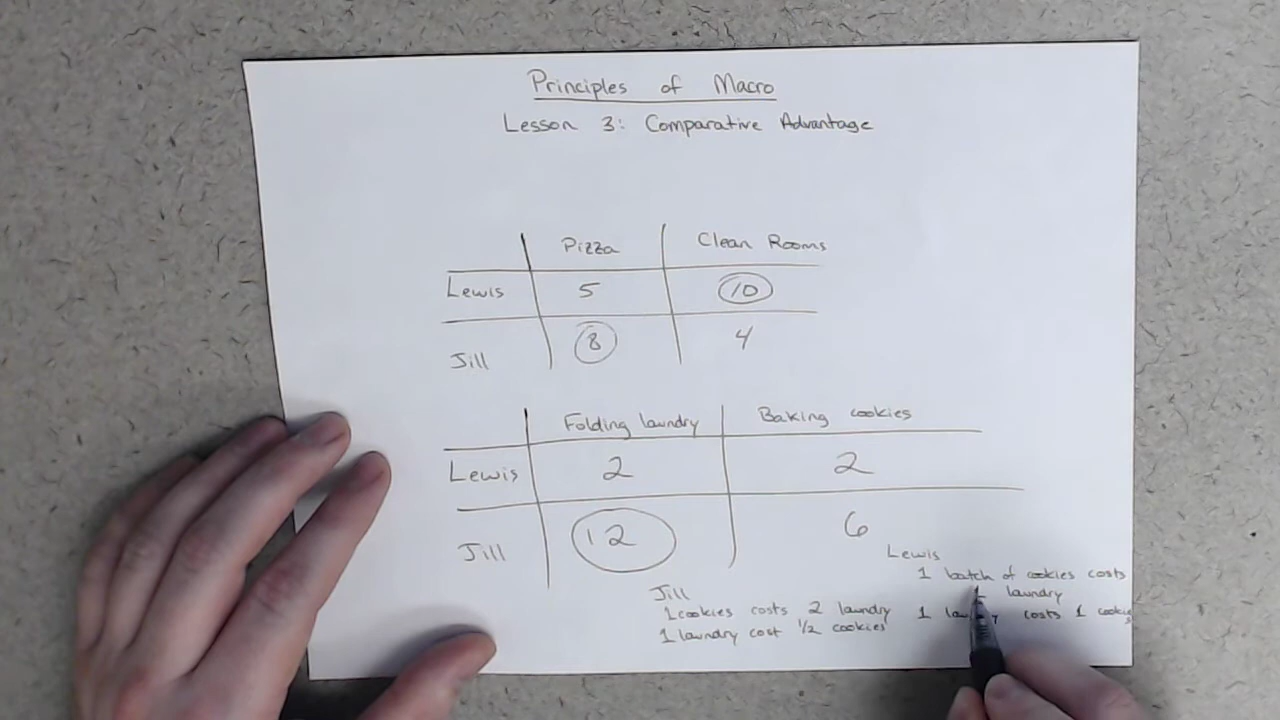 Principles of Macro
Lesson 3: Comparative Advantage
Pizza Clean Rooms
Lewis 5 10
Jill 8 4
Folding laundry Baking cookies
Lewis 2 2
Jill 12 6
Lewis
1 batch of cookies costs
laundry
Jill
1 cookies costs 2 laundry
1 laundry cost 1/2 cookies
1 costs 1 cookies